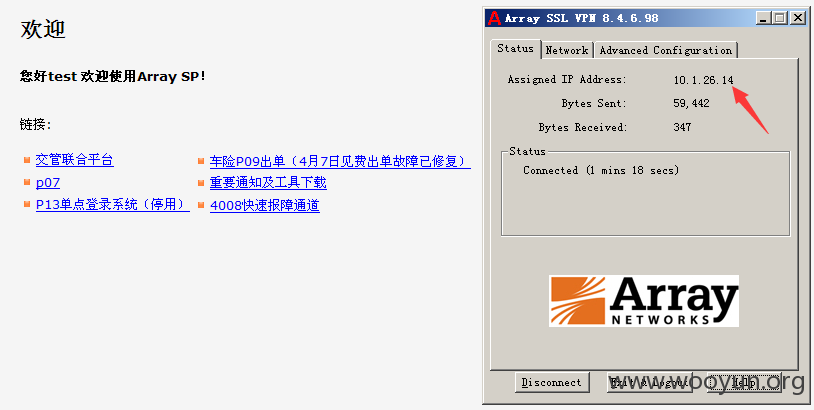 欢迎
您好test 欢迎使用Array SP！
链接：
交管联合平台
车险P09出单（4月7日见费出单故障已修复）
p07
重要通知及工具下载
P13单点登录系统（停用）
4008快速报障通道
Array SSL VPN 8.4.6.98
Status Network Advanced Configuration
Assigned IP Address: 10.1.26.14
Bytes Sent: 59,442
Bytes Received: 347
Status
Connected (1 mins 18 secs)
Array
NETWORKS
Disconnect Exit & Logout Help
www.wooyun.org